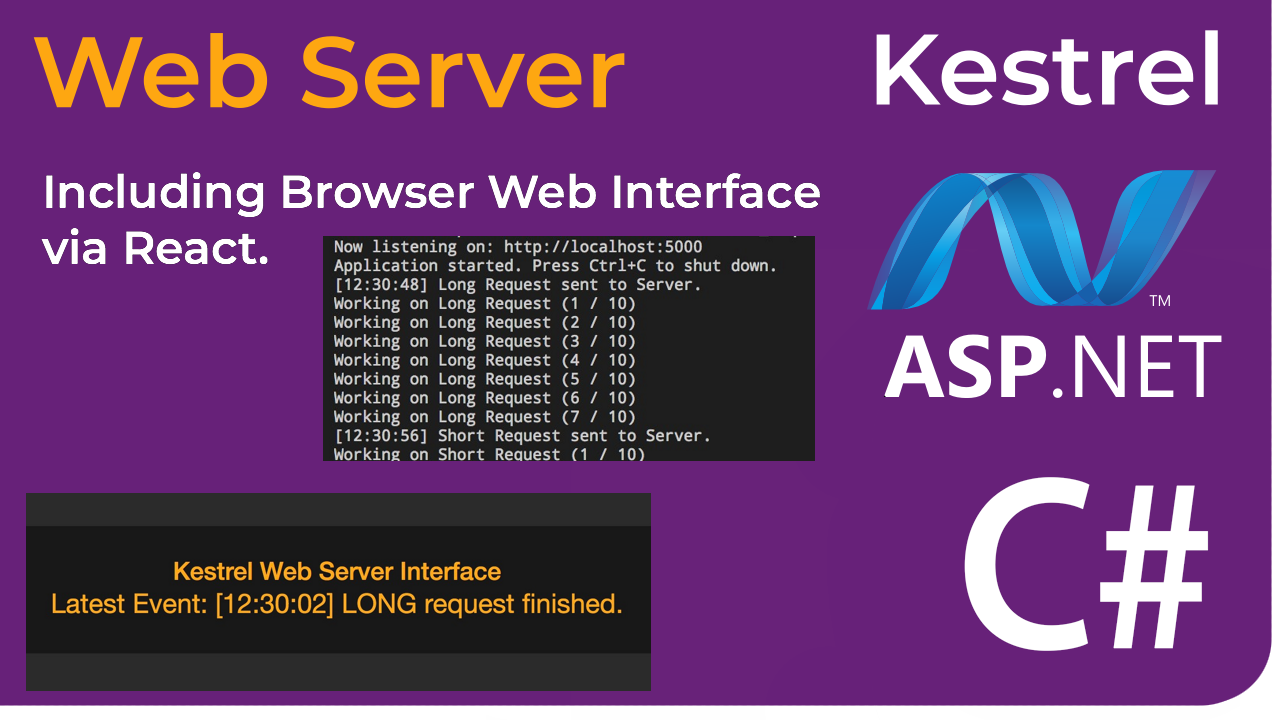 Web Server
Kestrel
Including Browser Web Interface
via React.
Now listening on: http://localhost:5000
Application started. Press Ctrl+C to shut down.
[12:30:48] Long Request sent to Server.
Working on Long Request (1 / 10)
Working on Long Request (2 / 10)
Working on Long Request (3 / 10)
Working on Long Request (4 / 10)
Working on Long Request (5 / 10)
Working on Long Request (6 / 10)
Working on Long Request (7 / 10)
[12:30:56] Short Request sent to Server.
Working on Short Request (1 / 10)
TM
ASP.NET
Kestrel Web Server Interface
Latest Event: [12:30:02] LONG request finished.
C#